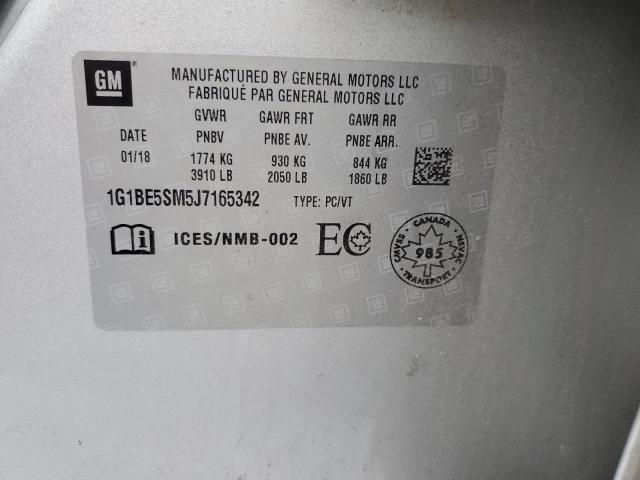 GM
MANUFACTURED BY GENERAL MOTORS LLC
FABRIQUÉ PAR GENERAL MOTORS LLC
GVWR GAWR FRT GAWR RR
DATE PNBV PNBE AV. PNBE ARR.
01/18 1774 KG 930 KG 844 KG
3910 LB 2050 LB 1860 LB
1G1BE5SM5J7165342 TYPE: PC/VT
i ICES/NMB-002 EC
CANADA
CMVSS NSVAC
985
TRANSPORT